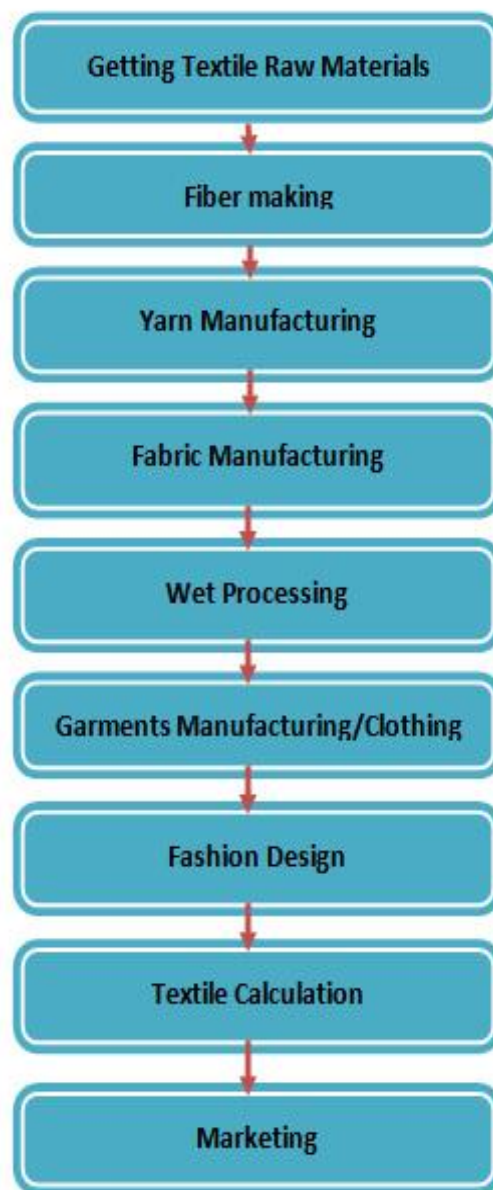 Getting Textile Raw Materials
Fiber making
Yarn Manufacturing
Fabric Manufacturing
Wet Processing
Garments Manufacturing/Clothing
Fashion Design
Textile Calculation
Marketing